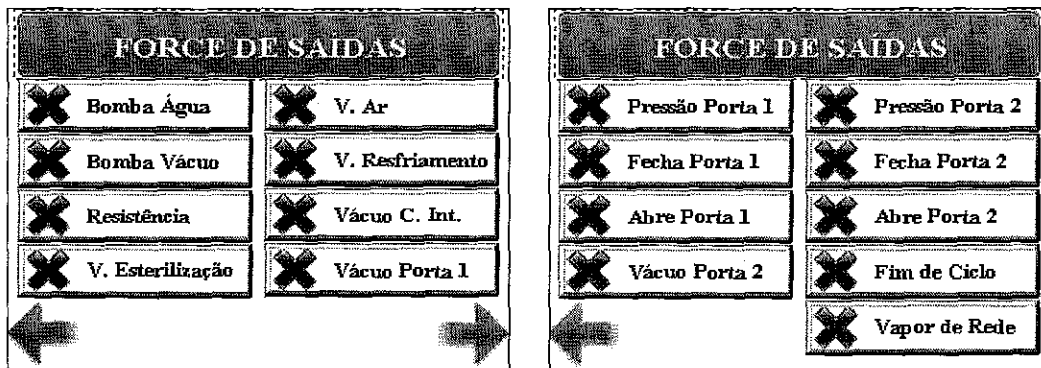 FORCE DE SAÍDAS
Bomba Água
V. Ar
Bomba Vácuo
V. Resfriamento
Resistência
Vácuo C. Int.
V. Esterilização
Vácuo Porta 1
FORCE DE SAÍDAS
Pressão Porta 1
Pressão Porta 2
Fecha Porta 1
Fecha Porta 2
Abre Porta 1
Abre Porta 2
Vácuo Porta 2
Fim de Ciclo
Vapor de Rede